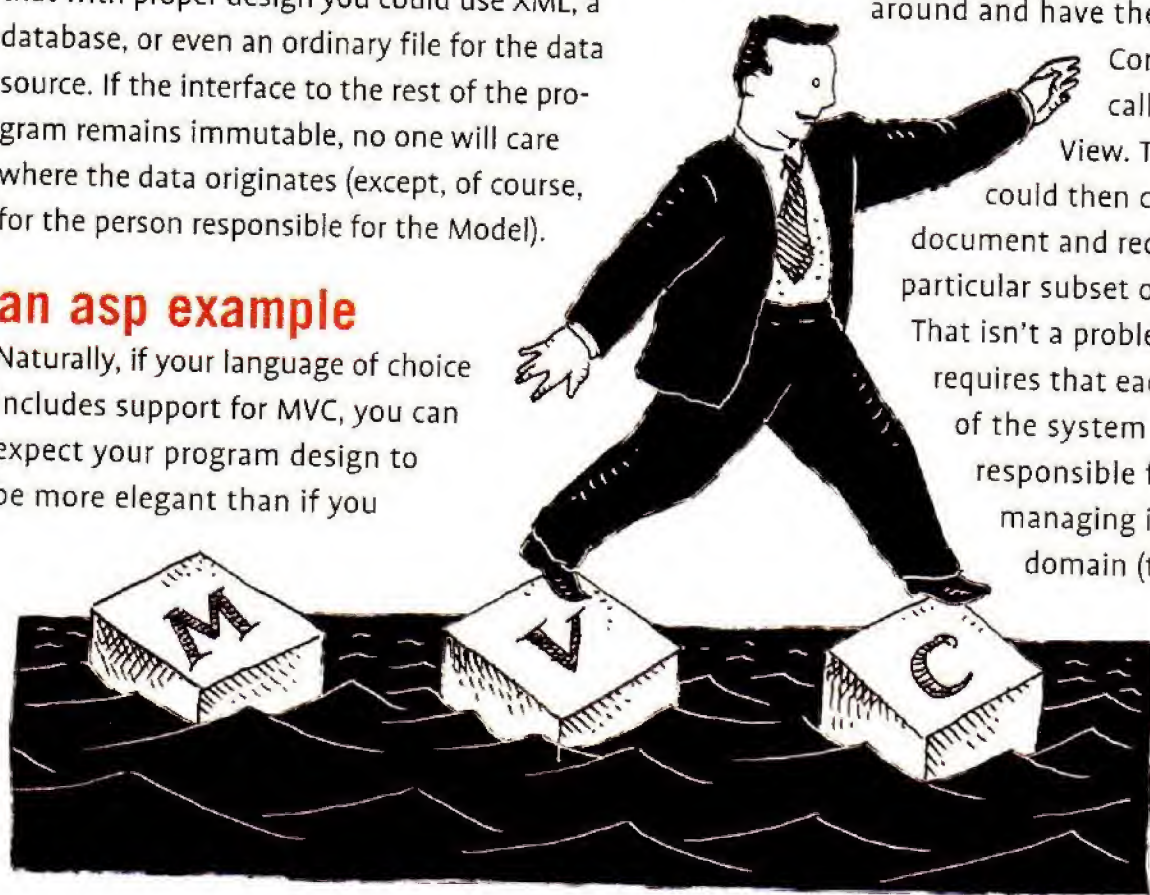 that with proper design you could use XML, a
database, or even an ordinary file for the data
source. If the interface to the rest of the pro-
gram remains immutable, no one will care
where the data originates (except, of course,
for the person responsible for the Model).
an asp example
Naturally, if your language of choice
includes support for MVC, you can
expect your program design to
be more elegant than if you
around and have the
View. T
could then
document and
particular subset
That isn't a
requires that
of the system
responsible
managing
domain
M
V
C